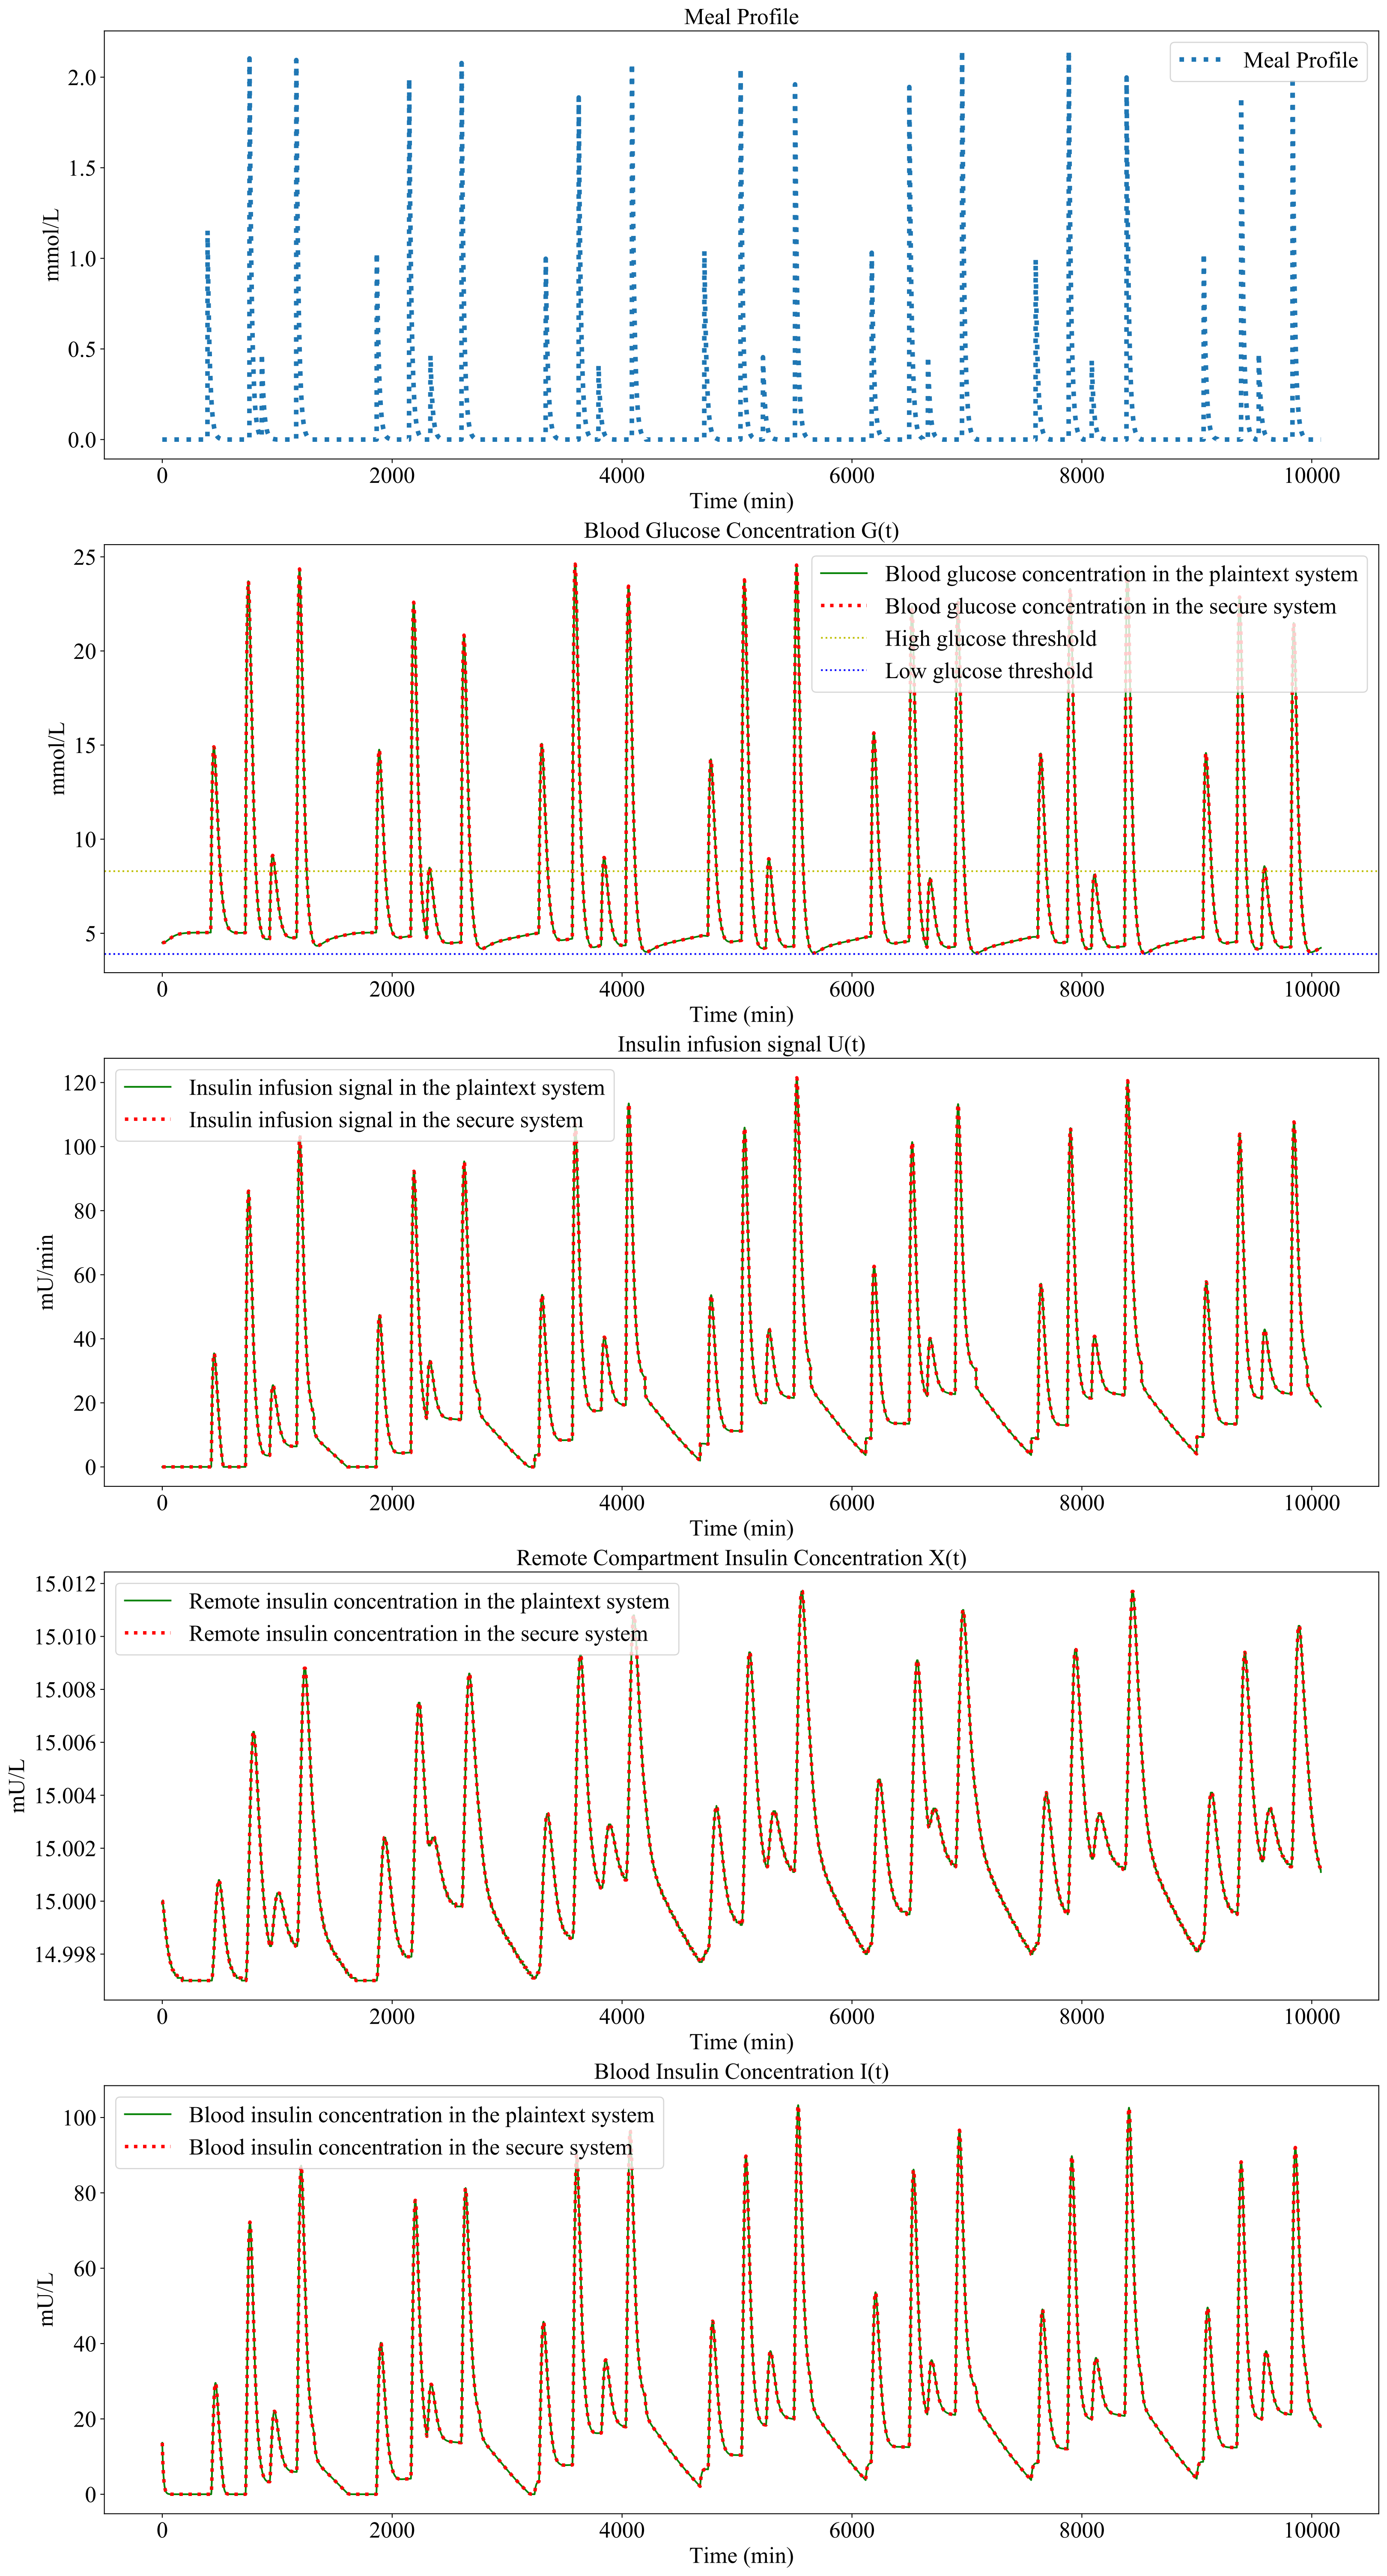 Meal Profile
mmol/L
2.0
1.5
1.0
0.5
0.0
Meal Profile
0 2000 4000 6000 8000 10000
Time (min)
Blood Glucose Concentration G(t)
mmol/L
25
20
15
10
5
Blood glucose concentration in the plaintext system
Blood glucose concentration in the secure system
High glucose threshold
Low glucose threshold
0 2000 4000 6000 8000 10000
Time (min)
Insulin infusion signal U(t)
mU/min
120
100
80
60
40
20
0
Insulin infusion signal in the plaintext system
Insulin infusion signal in the secure system
0 2000 4000 6000 8000 10000
Time (min)
Remote Compartment Insulin Concentration X(t)
mU/L
15.012
15.010
15.008
15.006
15.004
15.002
15.000
14.998
Remote insulin concentration in the plaintext system
Remote insulin concentration in the secure system
0 2000 4000 6000 8000 10000
Time (min)
Blood Insulin Concentration I(t)
mU/L
100
80
60
40
20
0
Blood insulin concentration in the plaintext system
Blood insulin concentration in the secure system
0 2000 4000 6000 8000 10000
Time (min)